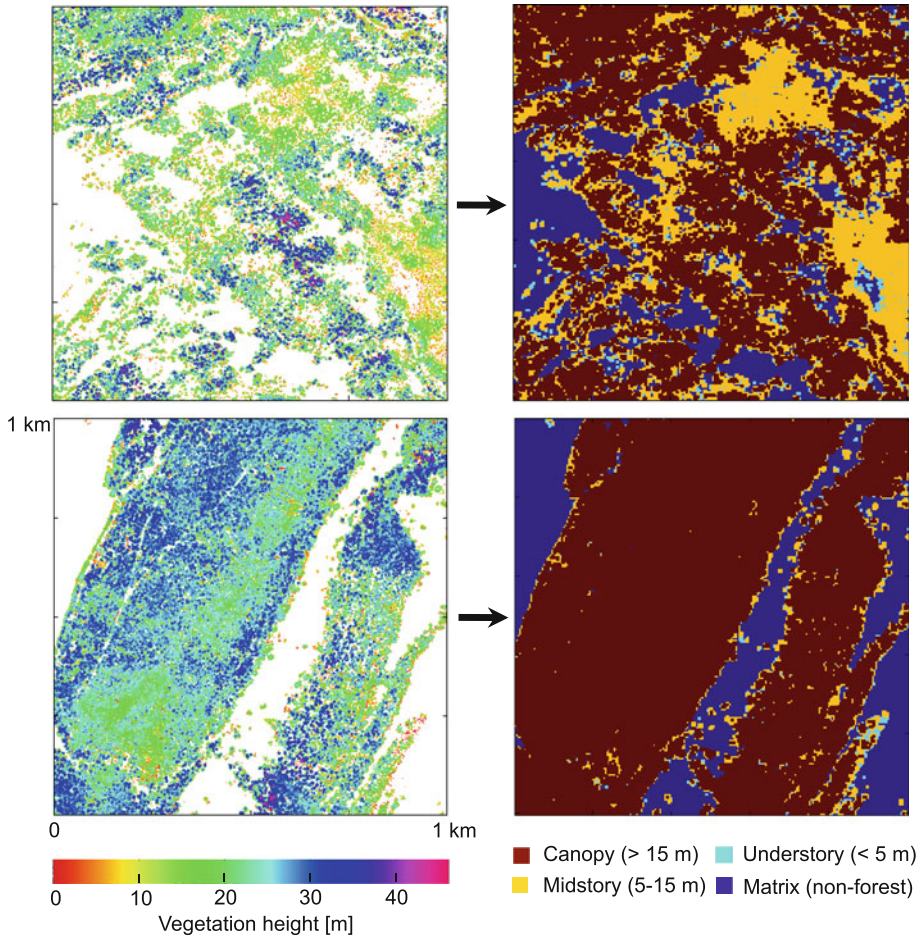 1 km
0
1 km
0 10 20 30 40
Vegetation height [m]
Canopy (> 15 m)
Understory (< 5 m)
Midstory (5-15 m)
Matrix (non-forest)